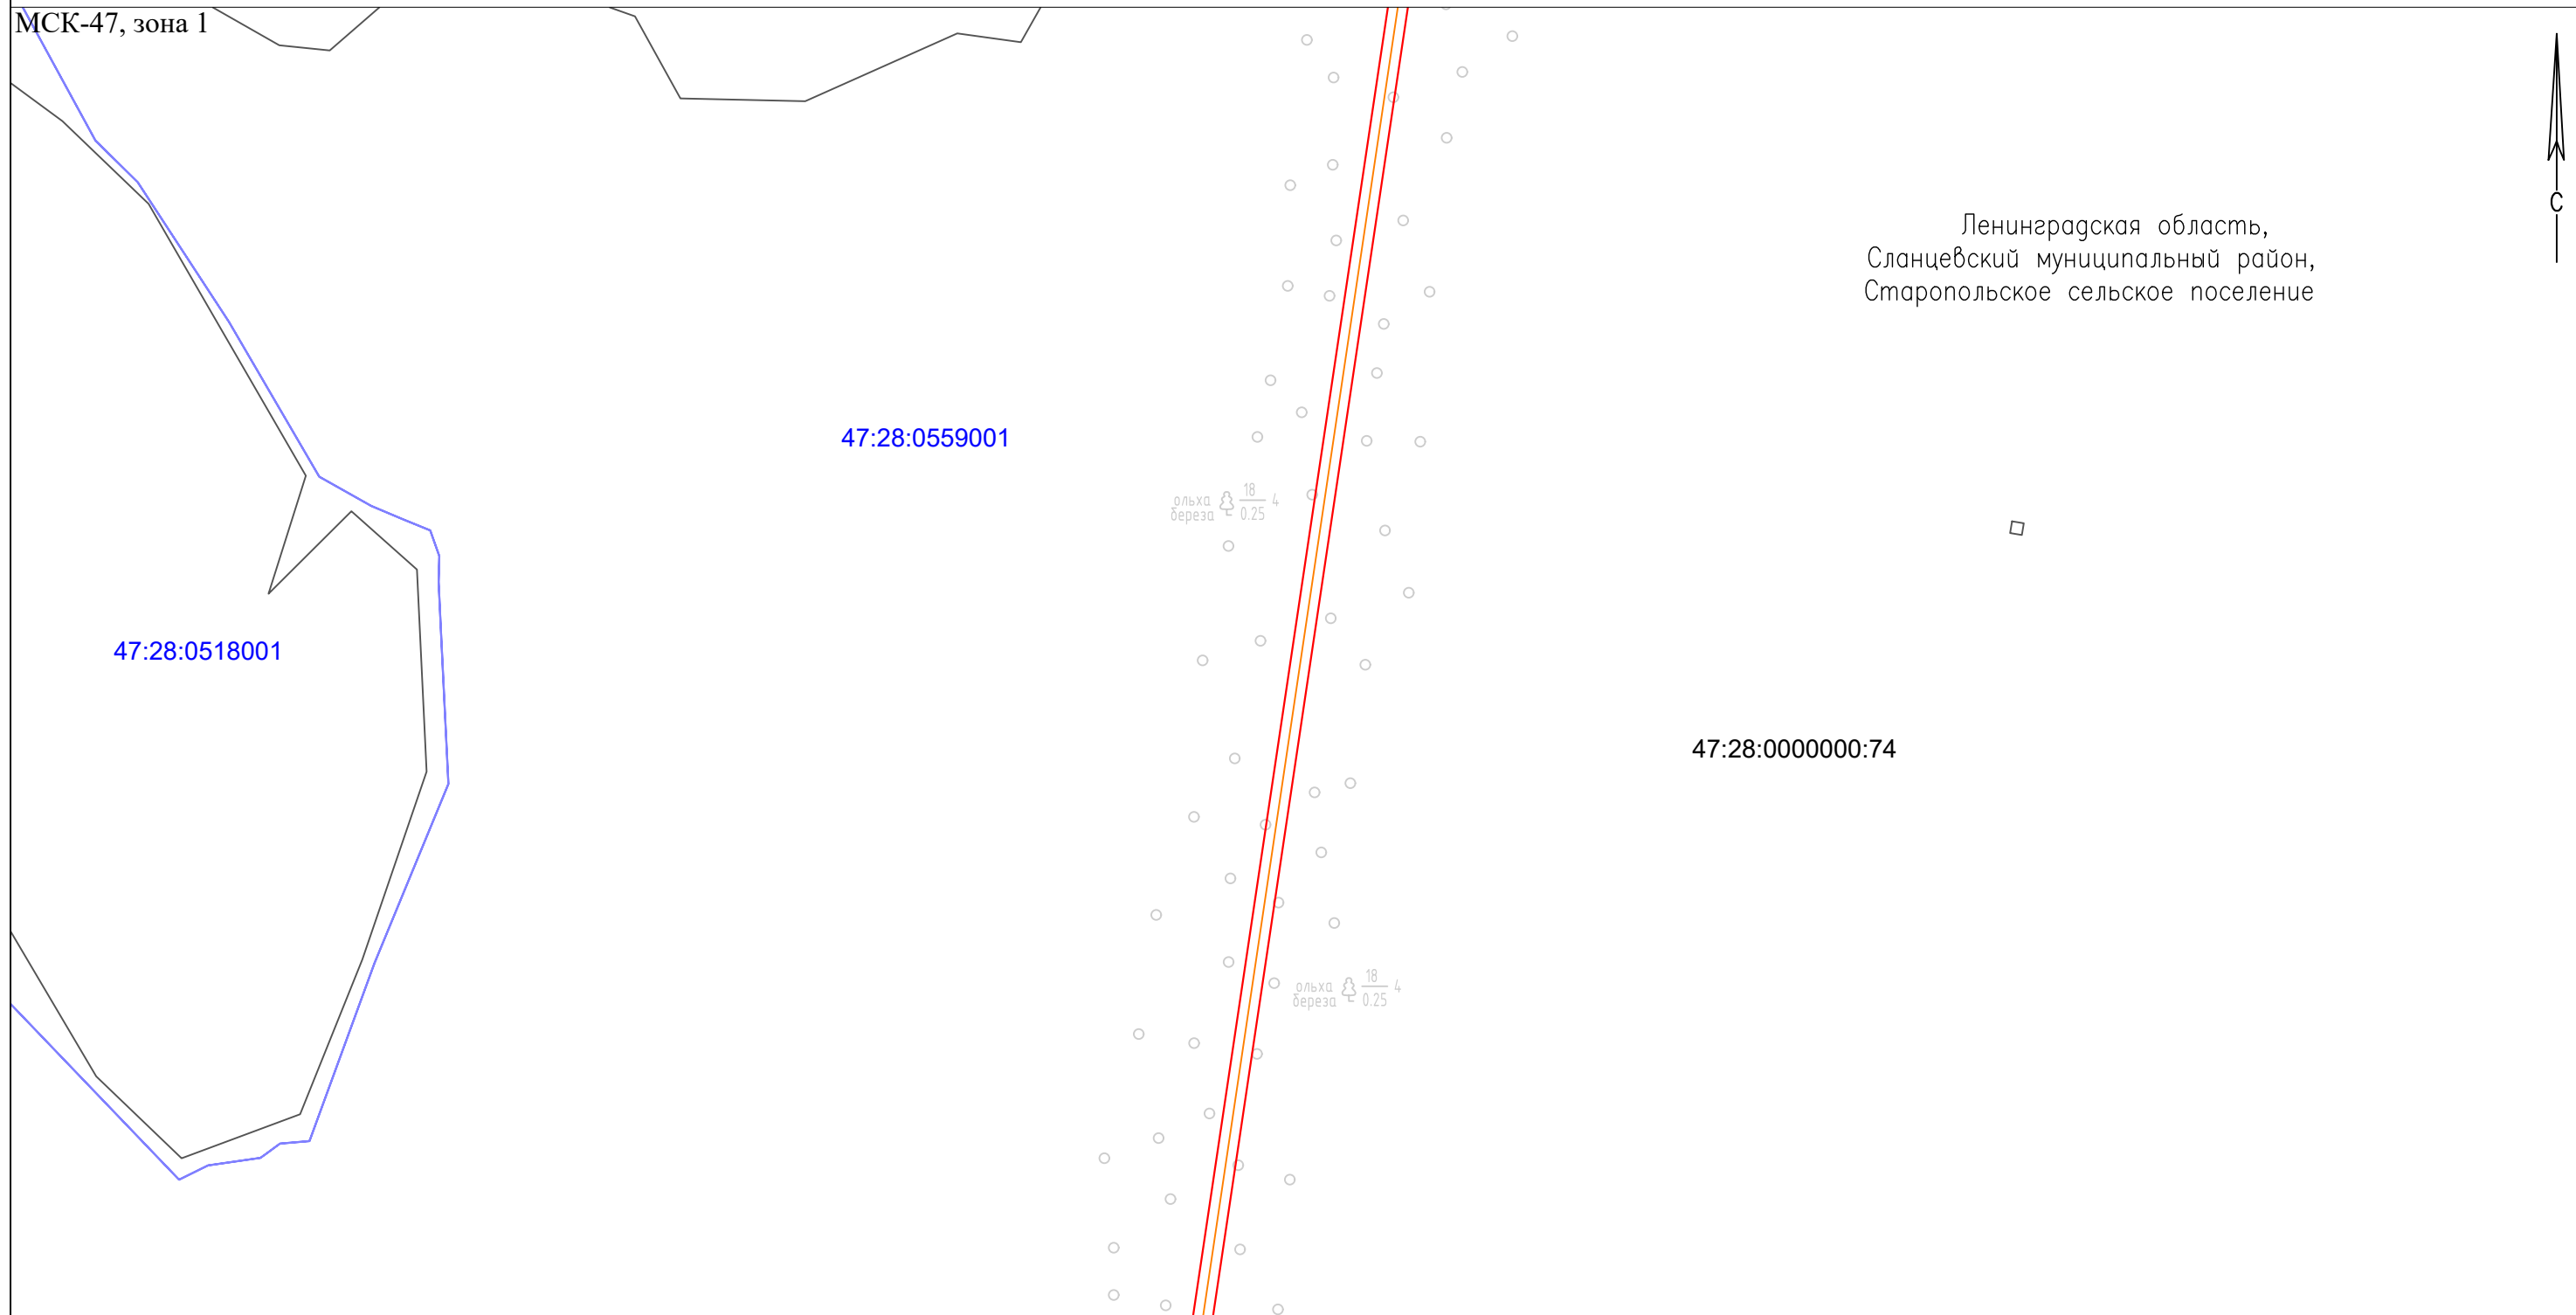 МСК-47, зона 1
С
Ленинградская область,
Сланцевский муниципальный район,
Старопольское сельское поселение
47:28:0559001
ольха 18 4
береза 0.25
47:28:0518001
47:28:0000000:74
ольха 18 4
береза 0.25